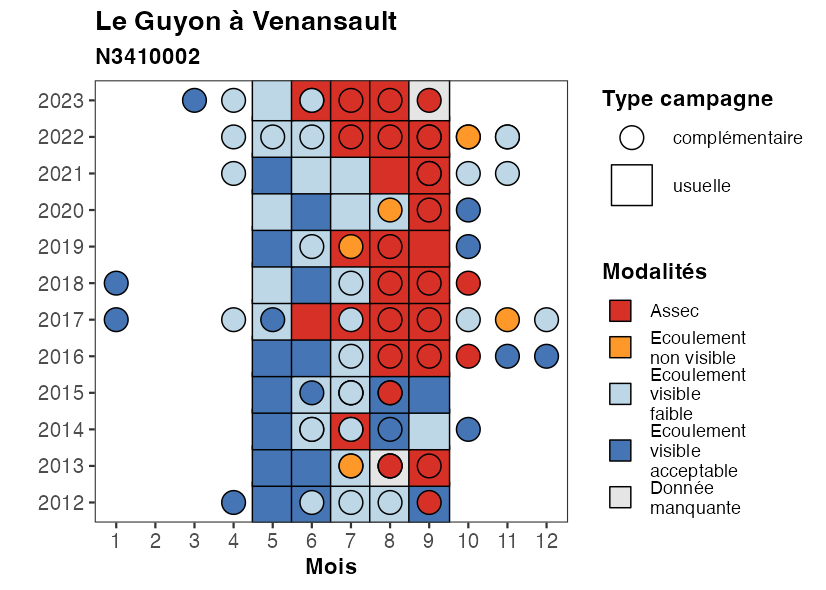 Le Guyon à Venansault
N3410002
2023
2022
2021
2020
2019
2018
2017
2016
2015
2014
2013
2012
1 2 3 4 5 6 7 8 9 10 11 12
Mois
Type campagne
complémentaire
usuelle
Modalités
Assec
Ecoulement
non visible
Ecoulement
visible
faible
Ecoulement
visible
acceptable
Donnée
manquante